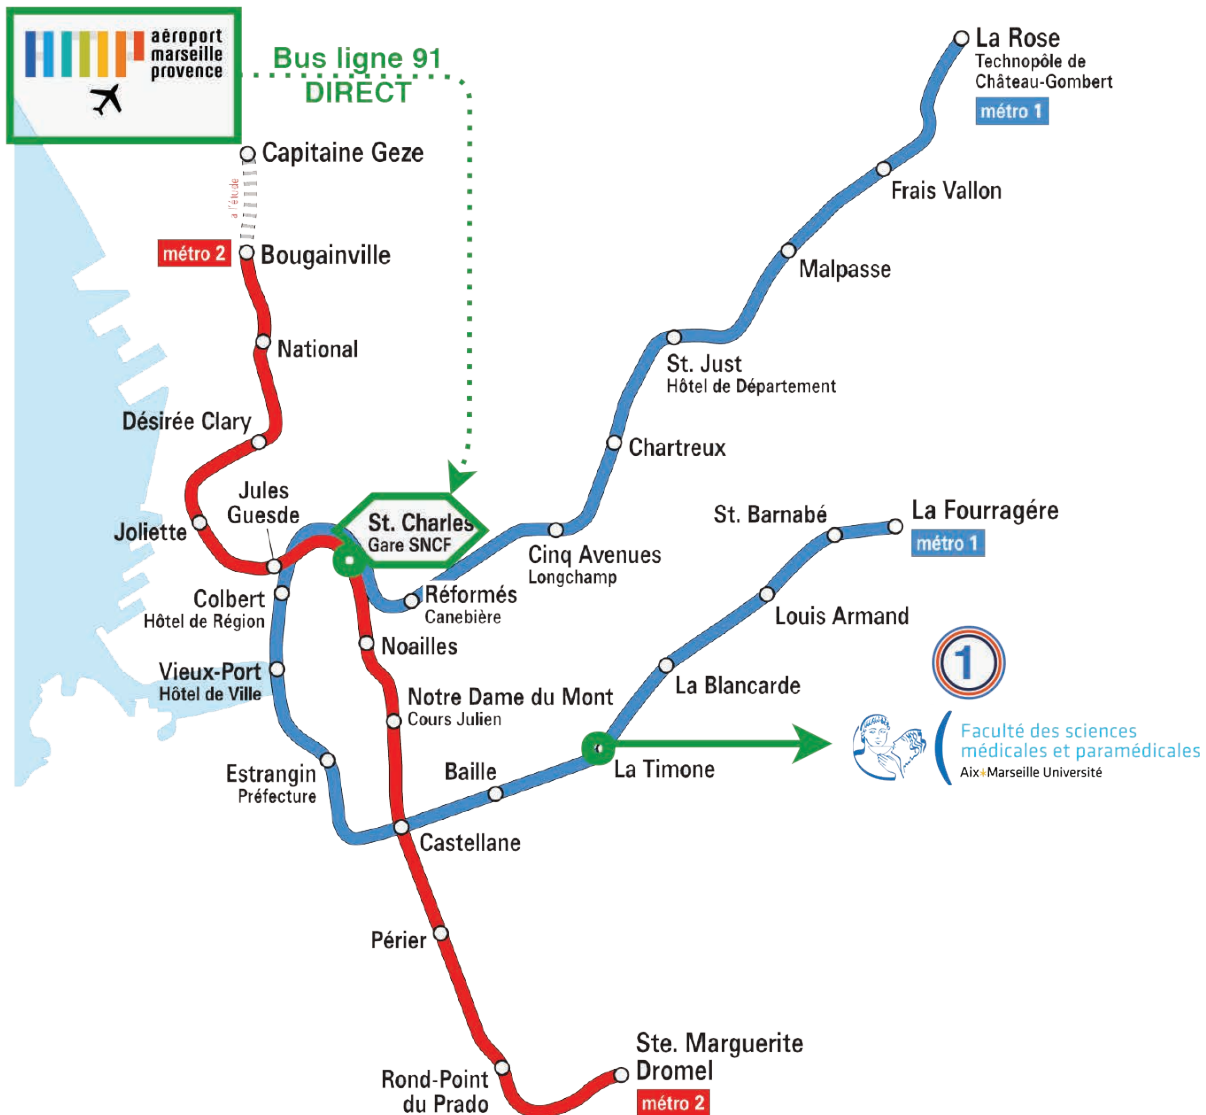 aéroport
marseille
provence
Bus ligne 91
DIRECT
La Rose
Technopôle de
Château-Gombert
métro 1
Capitaine Geze
à l'étude
Frais Vallon
métro 2
Bougainville
Malpasse
National
St. Just
Hôtel de Département
Désirée Clary
Chartreux
Jules
Guesde
St. Charles
Gare SNCF
Joliette
St. Barnabé
La Fourragére
métro 1
Cinq Avenues
Longchamp
Colbert
Hôtel de Région
Réformés
Canebière
Louis Armand
Noailles
1
Vieux-Port
Hôtel de Ville
La Blancarde
Notre Dame du Mont
Cours Julien
Faculté des sciences
médicales et paramédicales
Aix*Marseille Université
Estrangin
Préfecture
Baille
La Timone
Castellane
Périer
Ste. Marguerite
Dromel
métro 2
Rond-Point
du Prado